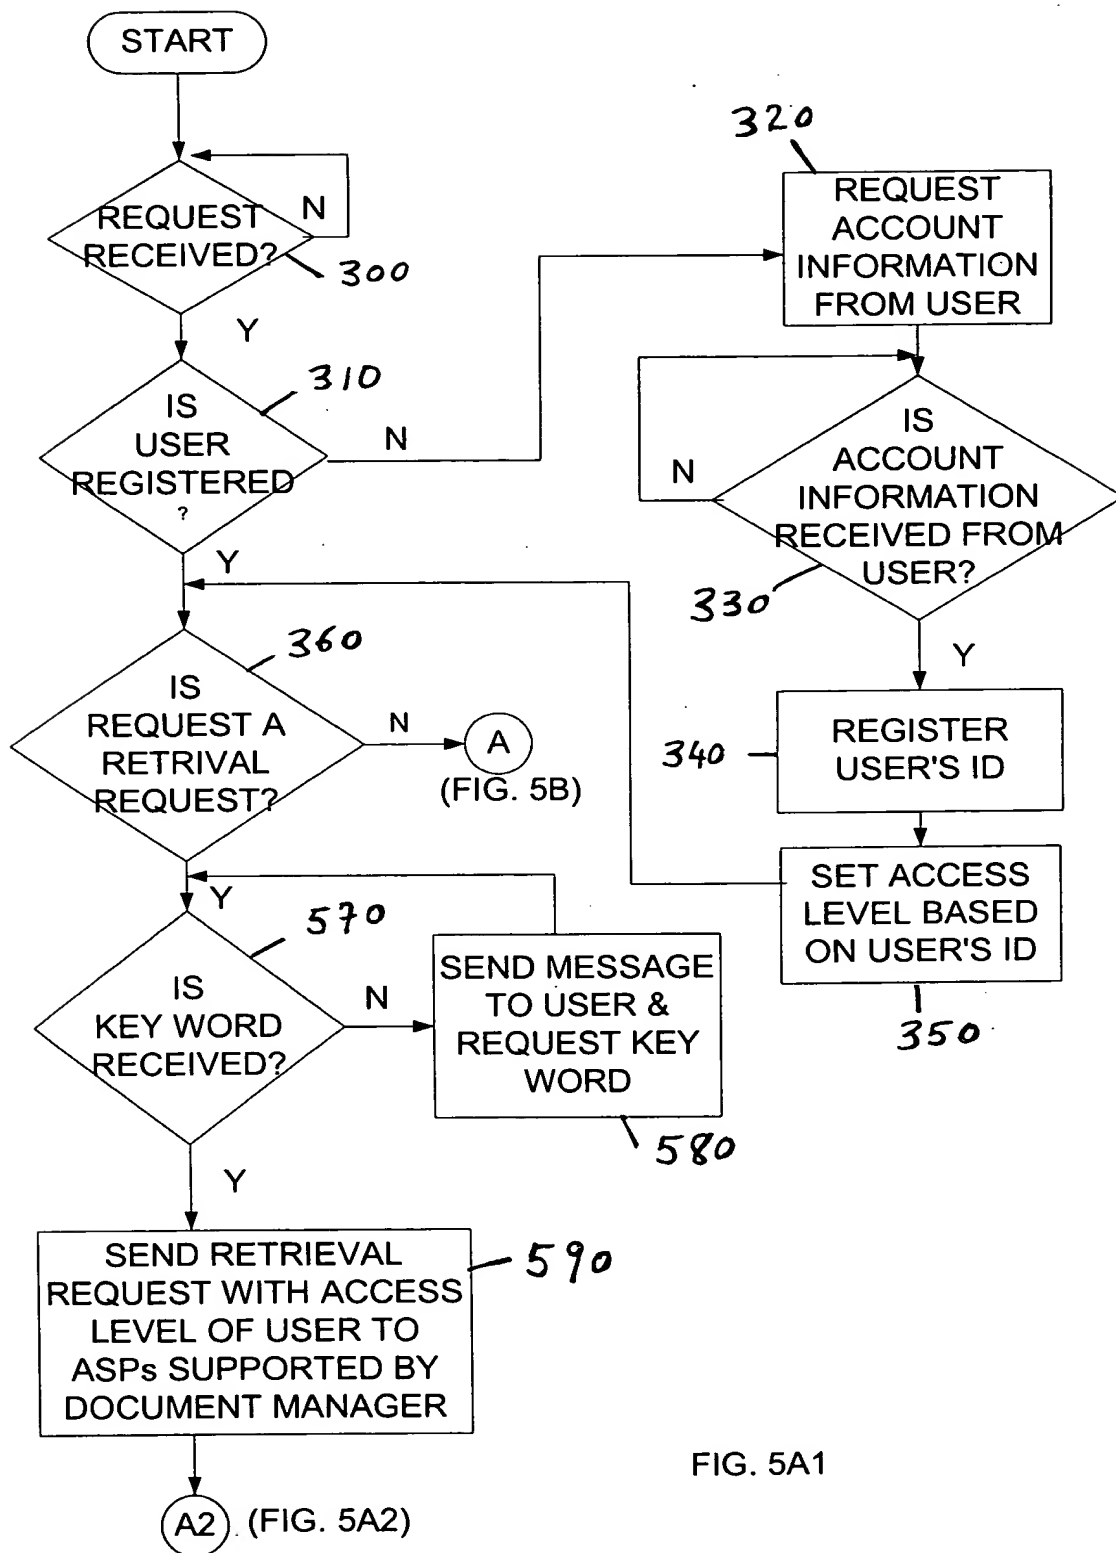 START
REQUEST
RECEIVED?
N
300
Y
IS
USER
REGISTERED
?
310
N
Y
320
REQUEST
ACCOUNT
INFORMATION
FROM USER
IS
ACCOUNT
INFORMATION
RECEIVED FROM
USER?
N
330
Y
340
REGISTER
USER'S ID
SET ACCESS
LEVEL BASED
ON USER'S ID
350
360
IS
REQUEST A
RETRIVAL
REQUEST?
N
A
(FIG. 5B)
Y
570
IS
KEY WORD
RECEIVED?
N
SEND MESSAGE
TO USER &
REQUEST KEY
WORD
580
Y
SEND RETRIEVAL
REQUEST WITH ACCESS
LEVEL OF USER TO
ASPs SUPPORTED BY
DOCUMENT MANAGER
590
A2
(FIG. 5A2)
FIG. 5A1